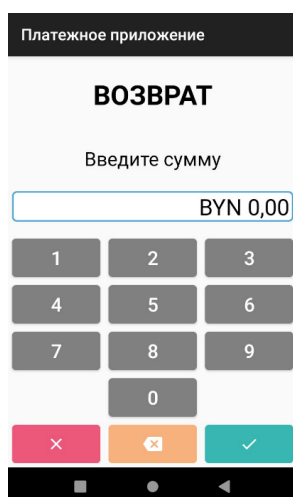 Платежное приложение
ВОЗВРАТ
Введите сумму
BYN 0,00
1 2 3
4 5 6
7 8 9
0